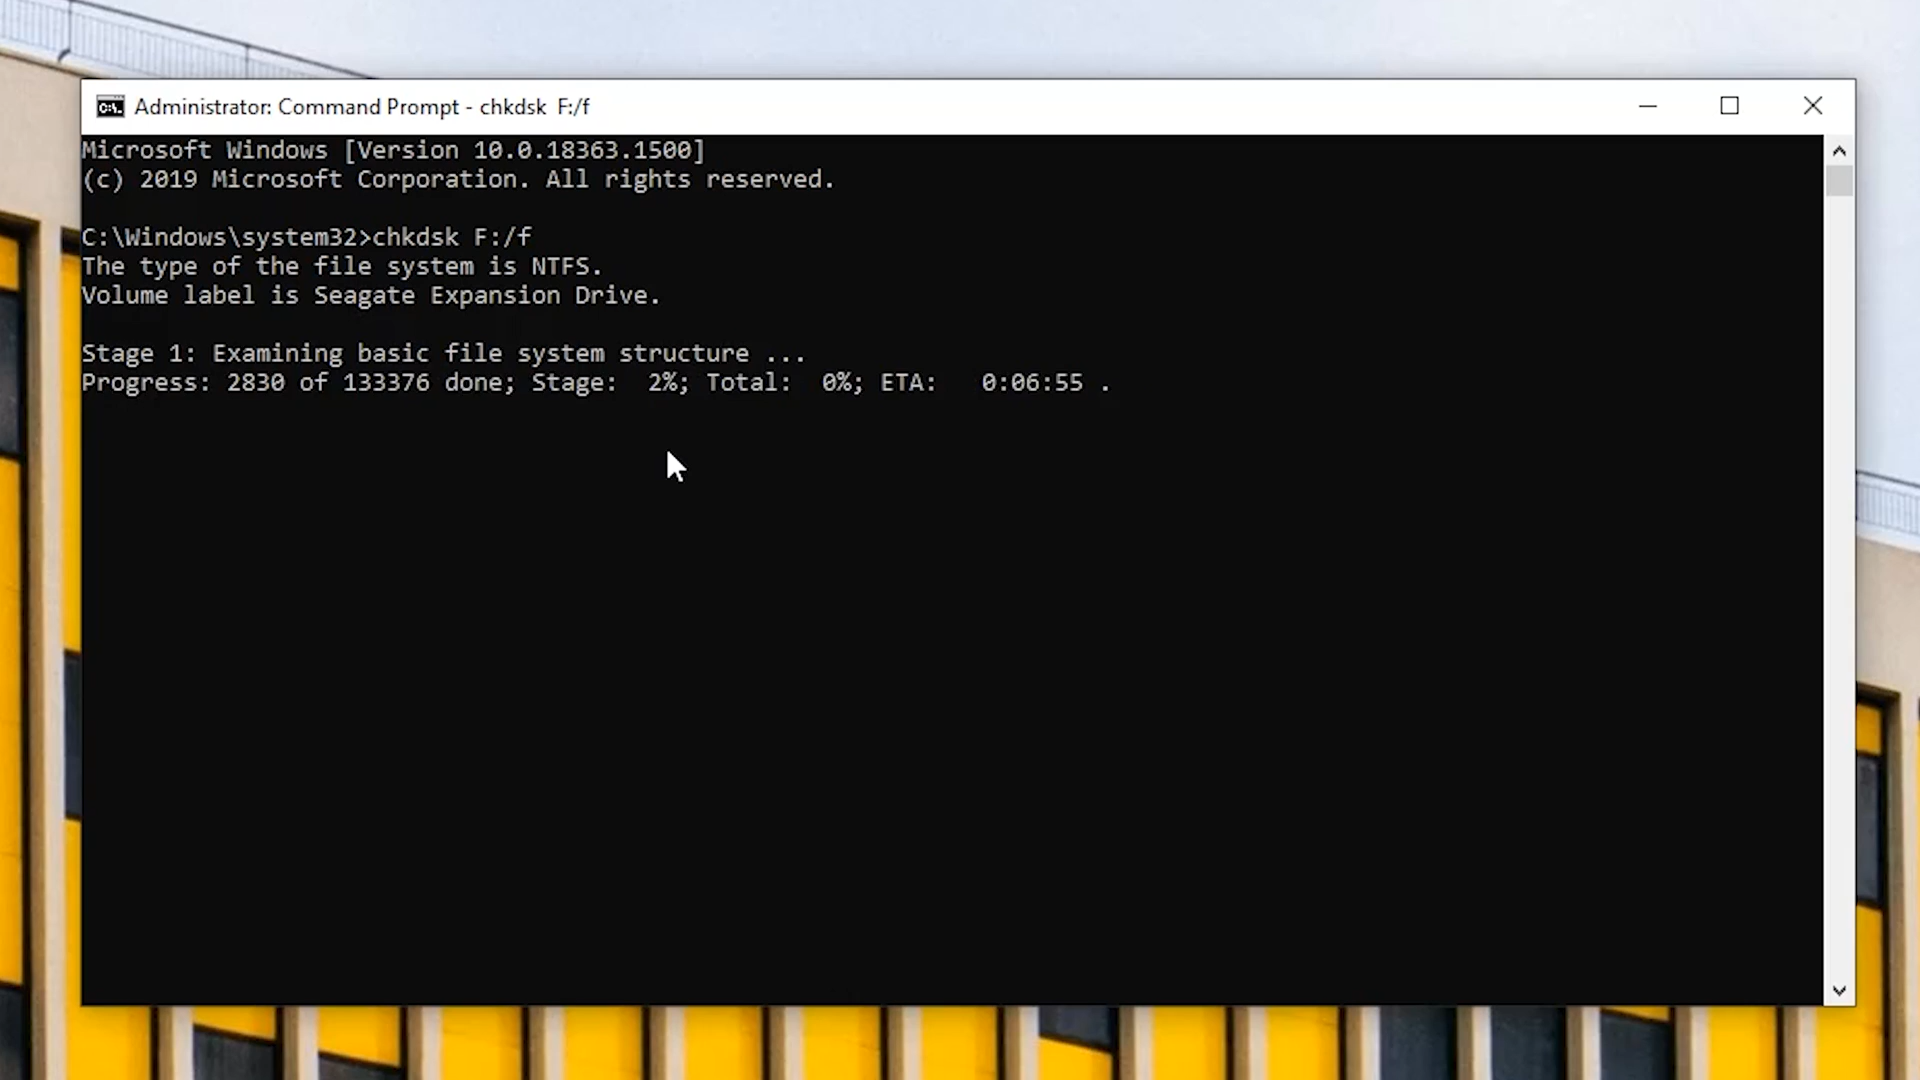 Administrator: Command Prompt - chkdsk  F:/f
Microsoft Windows [Version 10.0.18363.1500]
(c) 2019 Microsoft Corporation. All rights reserved.
C:\Windows\system32>chkdsk F:/f
The type of the file system is NTFS.
Volume label is Seagate Expansion Drive.
Stage 1: Examining basic file system structure ...
Progress: 2830 of 133376 done; Stage:  2%; Total:  0%; ETA:   0:06:55 .